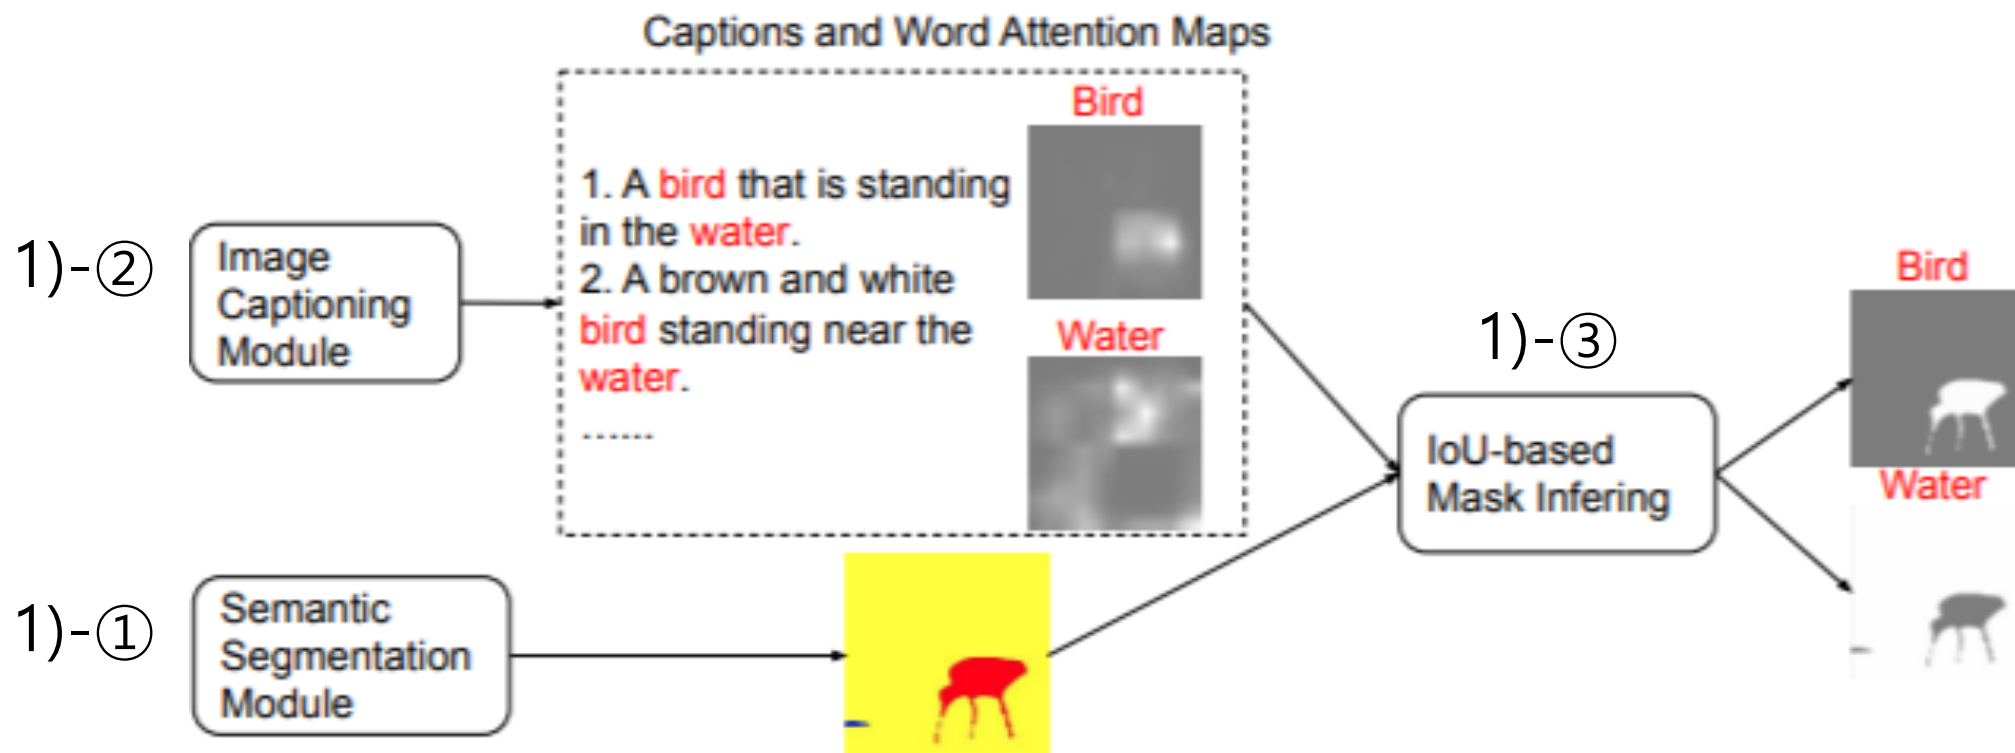 Captions and Word Attention Maps
Bird
1. A bird that is standing
in the water.
2. A brown and white
bird standing near the
water.
......
Water
1)-②
Image
Captioning
Module
1)-①
Semantic
Segmentation
Module
1)-③
IoU-based
Mask Infering
Bird
Water